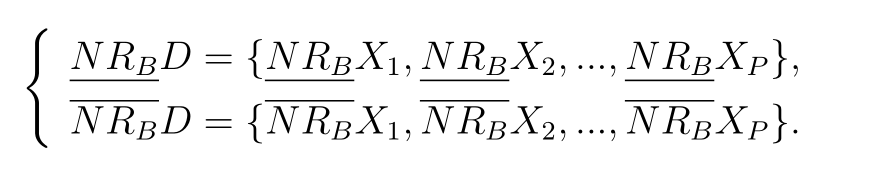 \underline{NR_B}D = \{\underline{NR_B}X_1, \underline{NR_B}X_2, ..., \underline{NR_B}X_P\},
\overline{NR_B}D = \{\overline{NR_B}X_1, \overline{NR_B}X_2, ..., \overline{NR_B}X_P\}.